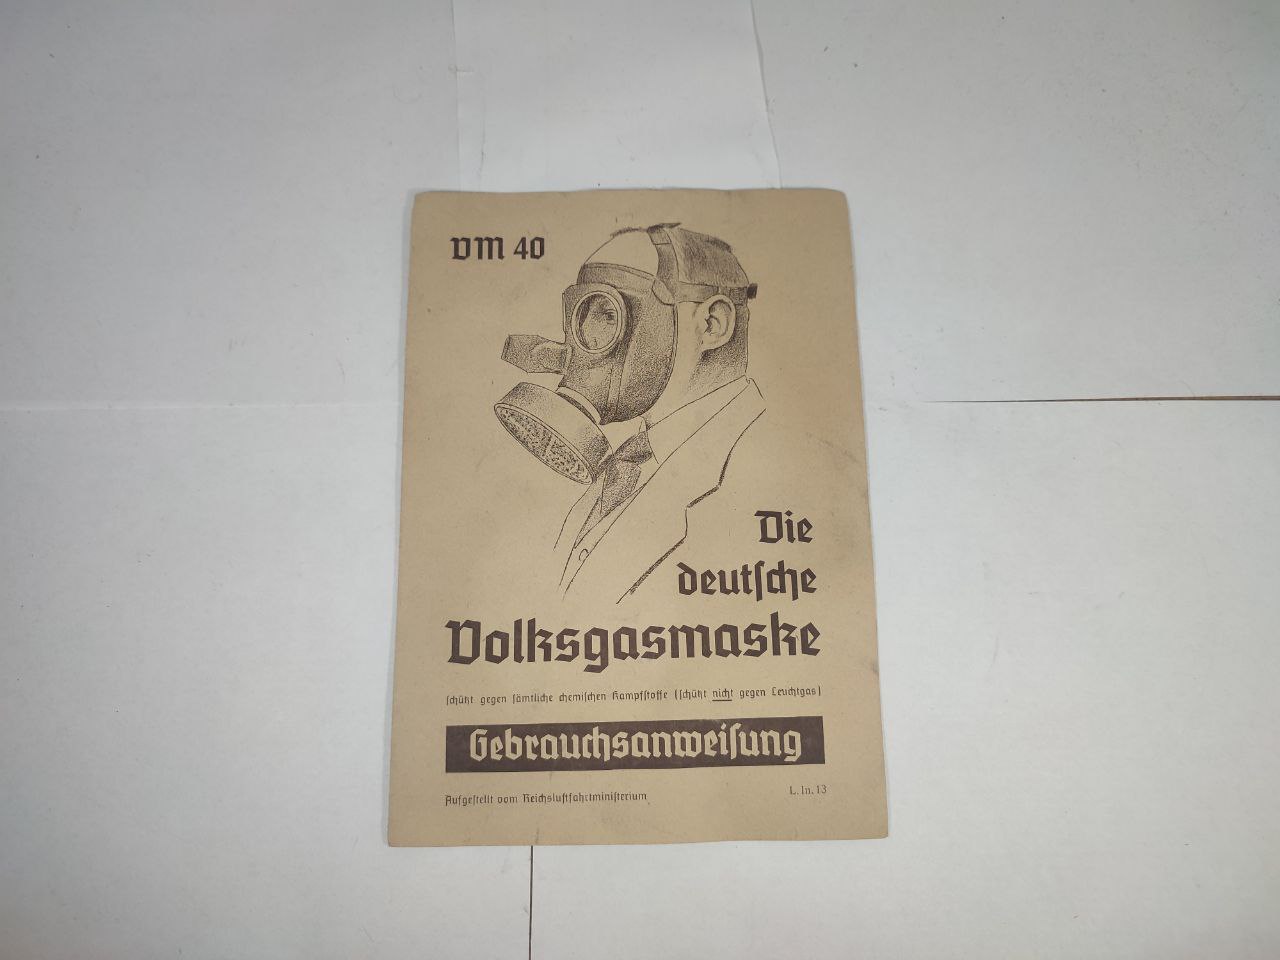 VM 40
Die
deutſche
Volksgasmaske
ſchützt gegen ſämtliche chemiſchen Kampfſtoffe (ſchützt nicht gegen Leuchtgas)
Gebrauchsanweiſung
Aufgeſtellt vom Reichsluftfahrtminiſterium
L. In. 13